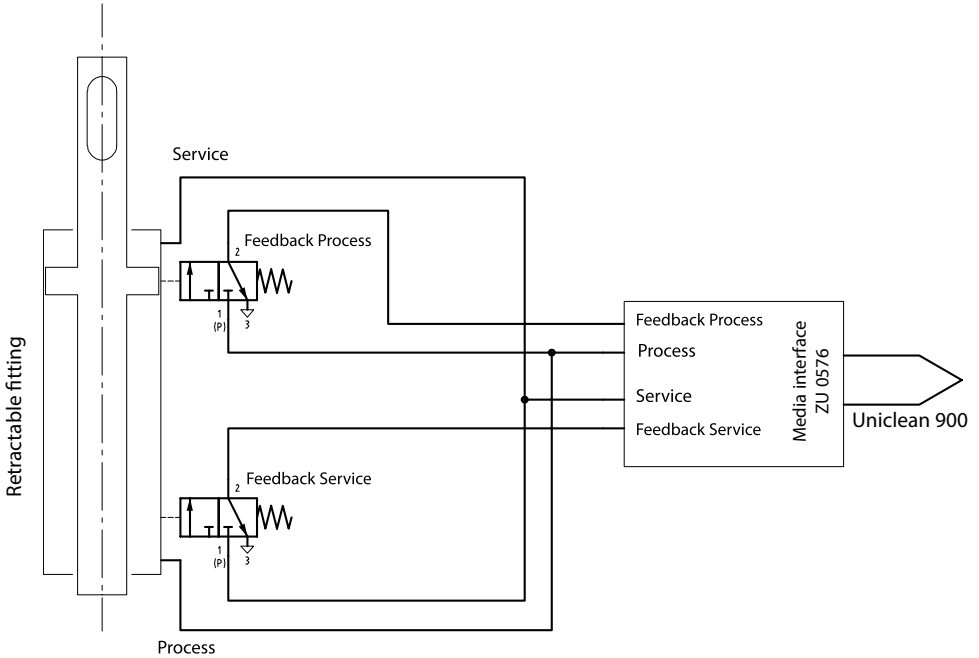 Service
Feedback Process
2
1
(P)
3
Feedback Process
Process
Service
Feedback Service
Media interface
ZU 0576
Uniclean 900
Retractable fitting
Feedback Service
2
1
(P)
3
Process